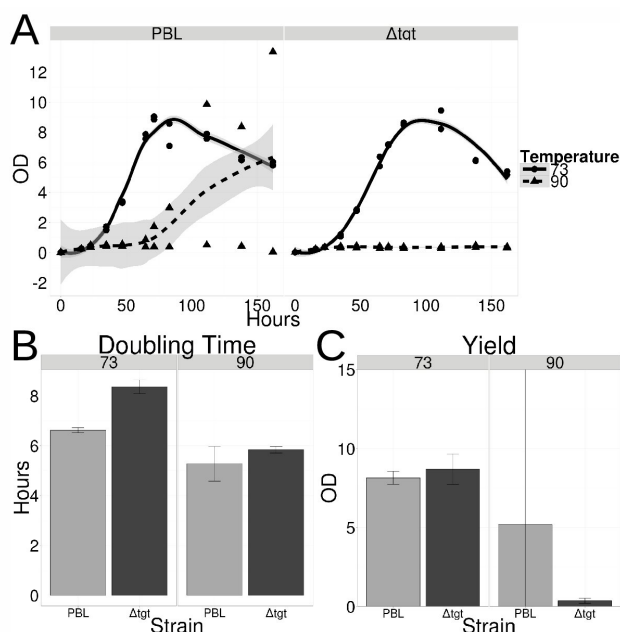 A
PBL Δtgt
12
10
8
6
4
2
0
-2
OD
0 50 100 150 0 50 100 150
Hours
Temperature
73
90
B Doubling Time
73 90
8
6
4
2
0
Hours
PBL Δtgt PBL Δtgt
Strain
C Yield
73 90
15
10
5
0
OD
PBL Δtgt PBL Δtgt
Strain